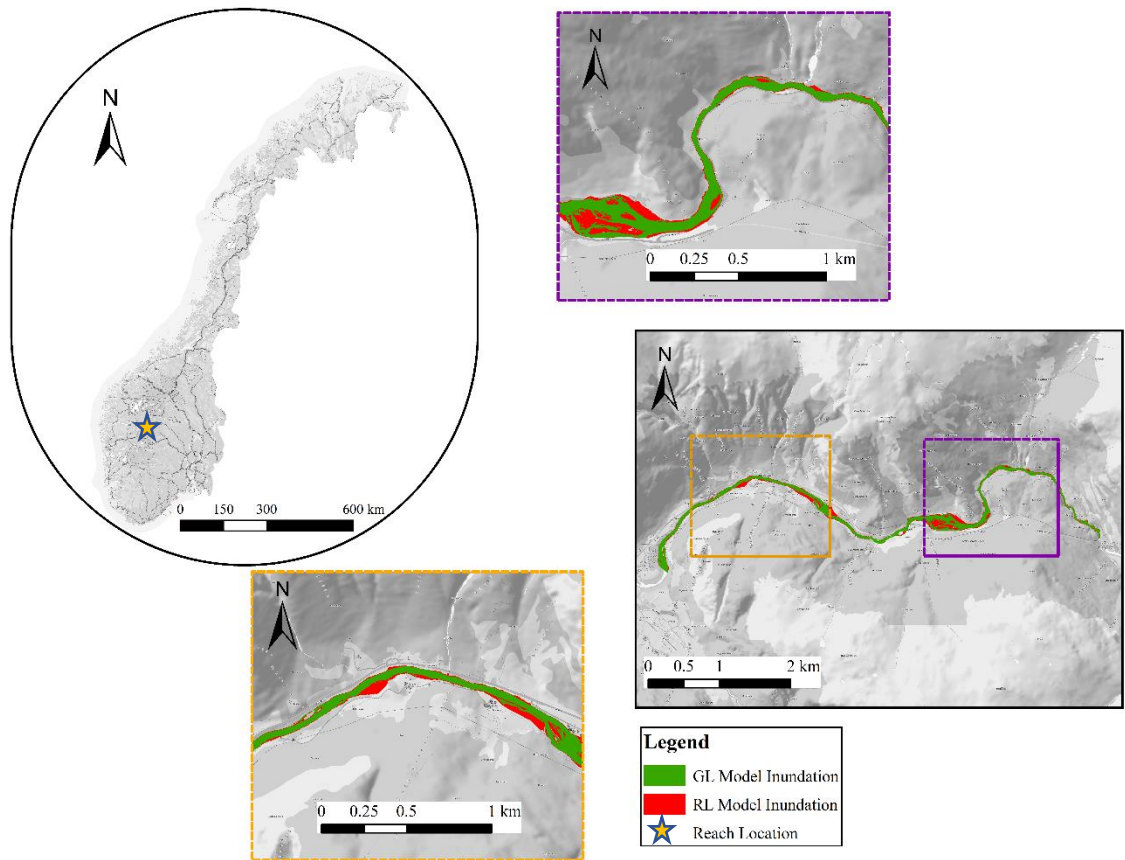 N
0 150 300 600 km
N
0 0.25 0.5 1 km
N
0 0.5 1 2 km
N
0 0.25 0.5 1 km
Legend
GL Model Inundation
RL Model Inundation
Reach Location